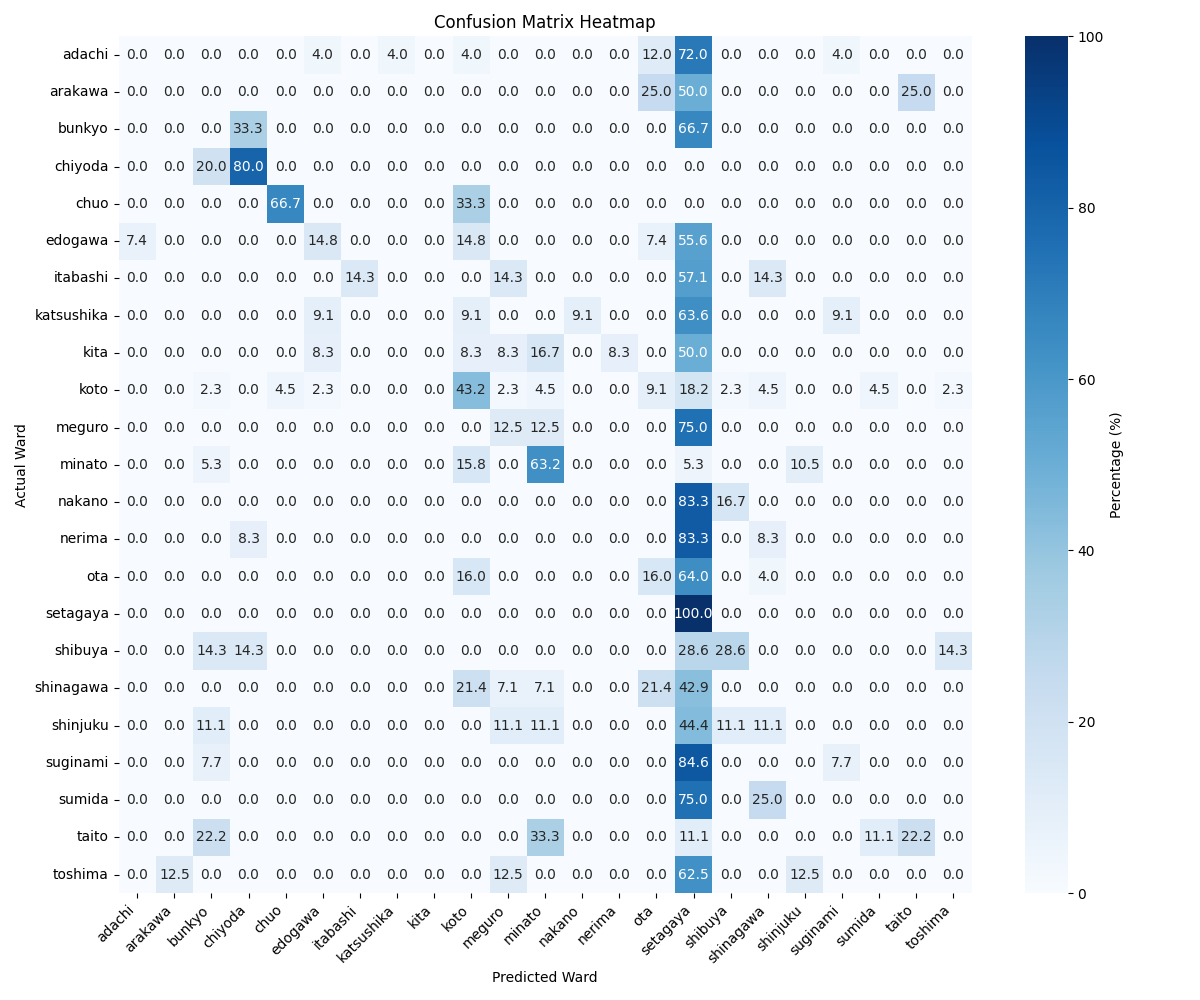 Confusion Matrix Heatmap
adachi 0.0 0.0 0.0 0.0 0.0 4.0 0.0 4.0 0.0 4.0 0.0 0.0 0.0 0.0 12.0 72.0 0.0 0.0 0.0 4.0 0.0 0.0 0.0
arakawa 0.0 0.0 0.0 0.0 0.0 0.0 0.0 0.0 0.0 0.0 0.0 0.0 0.0 0.0 25.0 50.0 0.0 0.0 0.0 0.0 0.0 25.0 0.0
bunkyo 0.0 0.0 0.0 33.3 0.0 0.0 0.0 0.0 0.0 0.0 0.0 0.0 0.0 0.0 0.0 66.7 0.0 0.0 0.0 0.0 0.0 0.0 0.0
chiyoda 0.0 0.0 20.0 80.0 0.0 0.0 0.0 0.0 0.0 0.0 0.0 0.0 0.0 0.0 0.0 0.0 0.0 0.0 0.0 0.0 0.0 0.0 0.0
chuo 0.0 0.0 0.0 0.0 66.7 0.0 0.0 0.0 0.0 33.3 0.0 0.0 0.0 0.0 0.0 0.0 0.0 0.0 0.0 0.0 0.0 0.0 0.0
edogawa 7.4 0.0 0.0 0.0 0.0 14.8 0.0 0.0 0.0 14.8 0.0 0.0 0.0 0.0 7.4 55.6 0.0 0.0 0.0 0.0 0.0 0.0 0.0
itabashi 0.0 0.0 0.0 0.0 0.0 0.0 14.3 0.0 0.0 0.0 14.3 0.0 0.0 0.0 0.0 57.1 0.0 14.3 0.0 0.0 0.0 0.0 0.0
katsushika 0.0 0.0 0.0 0.0 0.0 9.1 0.0 0.0 0.0 9.1 0.0 0.0 9.1 0.0 0.0 63.6 0.0 0.0 0.0 9.1 0.0 0.0 0.0
kita 0.0 0.0 0.0 0.0 0.0 8.3 0.0 0.0 0.0 8.3 8.3 16.7 0.0 8.3 0.0 50.0 0.0 0.0 0.0 0.0 0.0 0.0 0.0
koto 0.0 0.0 2.3 0.0 4.5 2.3 0.0 0.0 0.0 43.2 2.3 4.5 0.0 0.0 9.1 18.2 2.3 4.5 0.0 0.0 4.5 0.0 2.3
meguro 0.0 0.0 0.0 0.0 0.0 0.0 0.0 0.0 0.0 0.0 12.5 12.5 0.0 0.0 0.0 75.0 0.0 0.0 0.0 0.0 0.0 0.0 0.0
minato 0.0 0.0 5.3 0.0 0.0 0.0 0.0 0.0 0.0 15.8 0.0 63.2 0.0 0.0 0.0 5.3 0.0 0.0 10.5 0.0 0.0 0.0 0.0
nakano 0.0 0.0 0.0 0.0 0.0 0.0 0.0 0.0 0.0 0.0 0.0 0.0 0.0 0.0 0.0 83.3 16.7 0.0 0.0 0.0 0.0 0.0 0.0
nerima 0.0 0.0 0.0 8.3 0.0 0.0 0.0 0.0 0.0 0.0 0.0 0.0 0.0 0.0 0.0 83.3 0.0 8.3 0.0 0.0 0.0 0.0 0.0
ota 0.0 0.0 0.0 0.0 0.0 0.0 0.0 0.0 0.0 16.0 0.0 0.0 0.0 0.0 16.0 64.0 0.0 4.0 0.0 0.0 0.0 0.0 0.0
setagaya 0.0 0.0 0.0 0.0 0.0 0.0 0.0 0.0 0.0 0.0 0.0 0.0 0.0 0.0 0.0 100.0 0.0 0.0 0.0 0.0 0.0 0.0 0.0
shibuya 0.0 0.0 14.3 14.3 0.0 0.0 0.0 0.0 0.0 0.0 0.0 0.0 0.0 0.0 0.0 28.6 28.6 0.0 0.0 0.0 0.0 0.0 14.3
shinagawa 0.0 0.0 0.0 0.0 0.0 0.0 0.0 0.0 0.0 21.4 7.1 7.1 0.0 0.0 21.4 42.9 0.0 0.0 0.0 0.0 0.0 0.0 0.0
shinjuku 0.0 0.0 11.1 0.0 0.0 0.0 0.0 0.0 0.0 0.0 11.1 11.1 0.0 0.0 0.0 44.4 11.1 11.1 0.0 0.0 0.0 0.0 0.0
suginami 0.0 0.0 7.7 0.0 0.0 0.0 0.0 0.0 0.0 0.0 0.0 0.0 0.0 0.0 0.0 84.6 0.0 0.0 0.0 7.7 0.0 0.0 0.0
sumida 0.0 0.0 0.0 0.0 0.0 0.0 0.0 0.0 0.0 0.0 0.0 0.0 0.0 0.0 0.0 75.0 0.0 25.0 0.0 0.0 0.0 0.0 0.0
taito 0.0 0.0 22.2 0.0 0.0 0.0 0.0 0.0 0.0 0.0 0.0 33.3 0.0 0.0 0.0 11.1 0.0 0.0 0.0 0.0 11.1 22.2 0.0
toshima 0.0 12.5 0.0 0.0 0.0 0.0 0.0 0.0 0.0 0.0 12.5 0.0 0.0 0.0 0.0 62.5 0.0 0.0 12.5 0.0 0.0 0.0 0.0
adachi arakawa bunkyo chiyoda chuo edogawa itabashi katsushika kita koto meguro minato nakano nerima ota setagaya shibuya shinagawa shinjuku suginami sumida taito toshima
Predicted Ward
Actual Ward
100
80
60
40
20
0
Percentage (%)